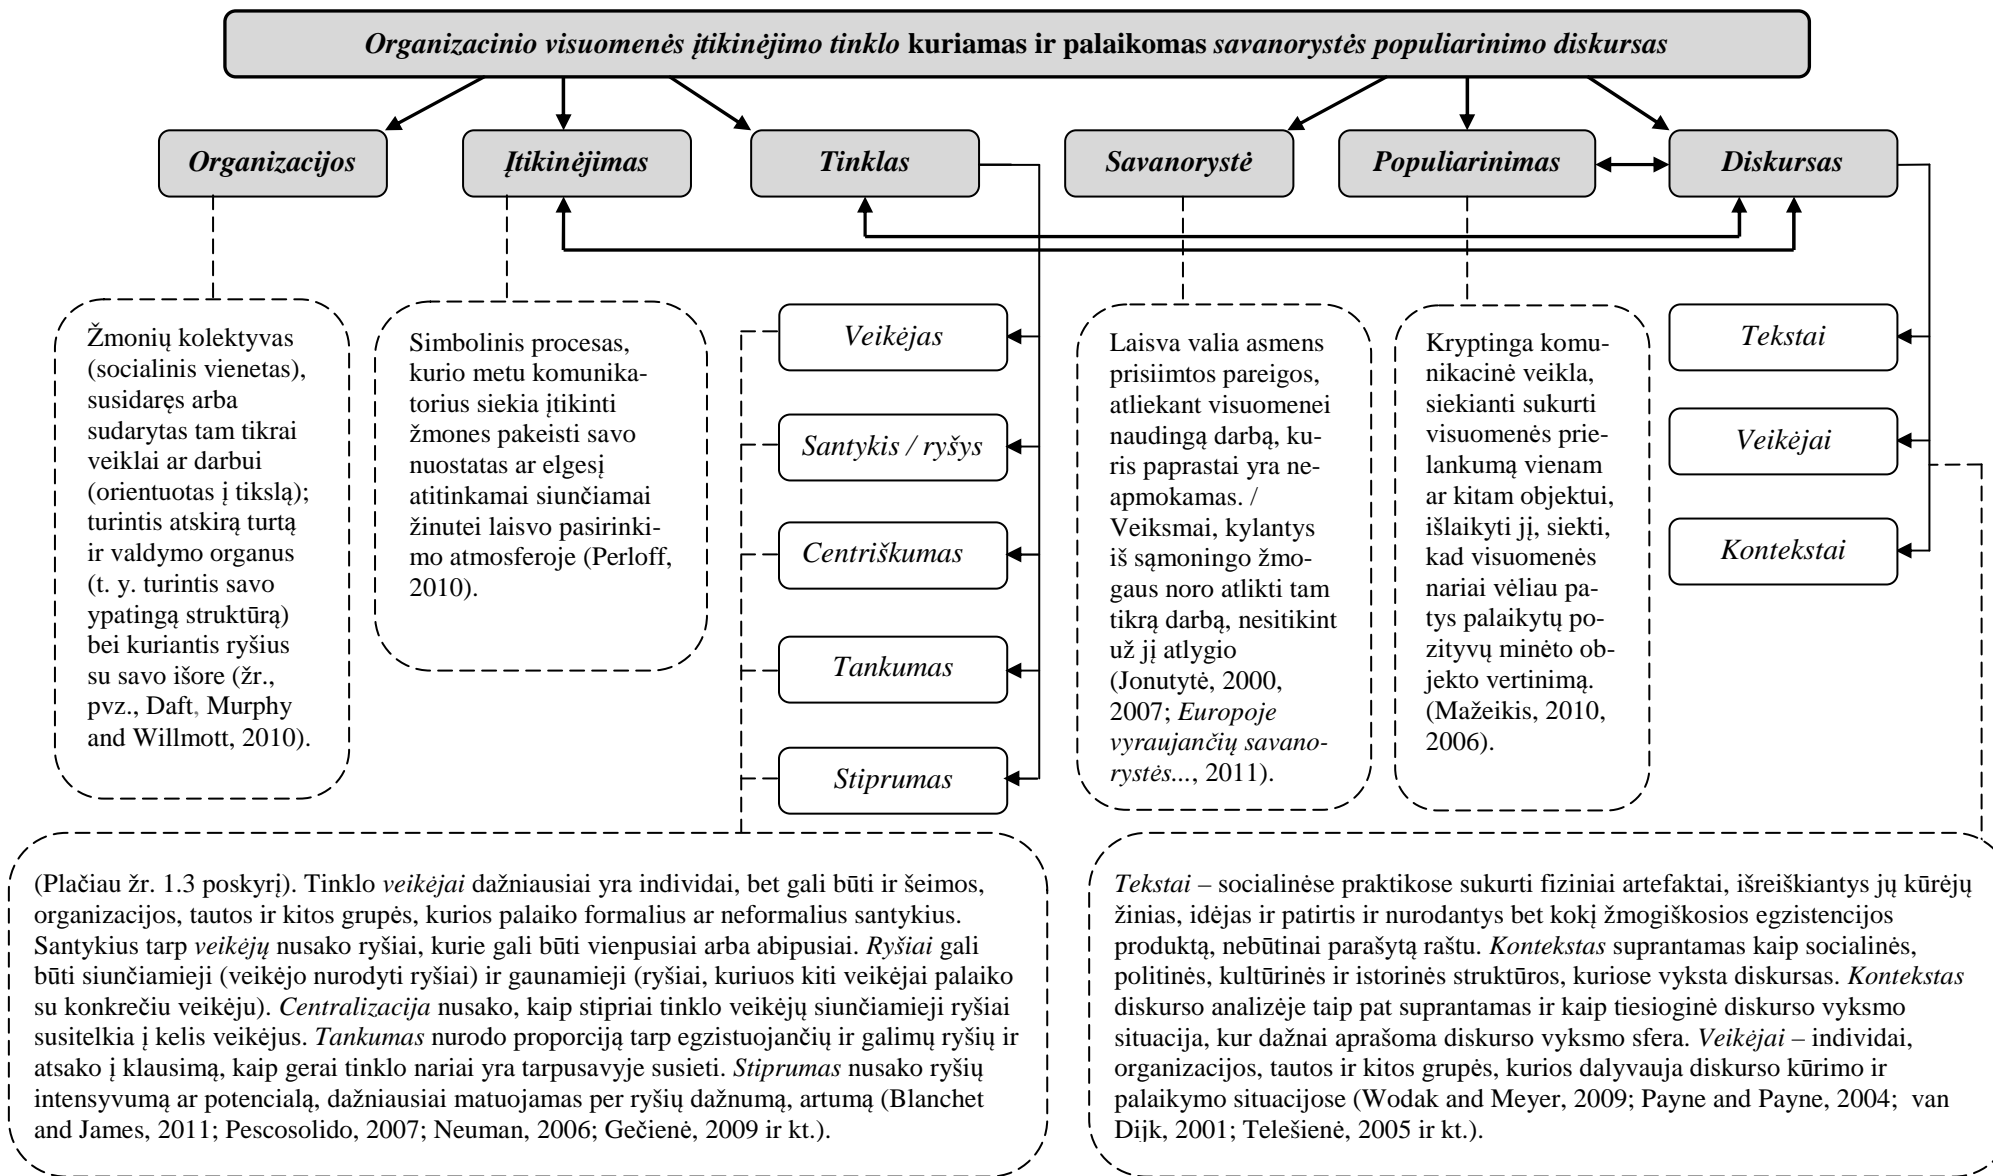 Organizacinio visuomenės įtikinėjimo tinklo kuriamas ir palaikomas savanorystės populiarinimo diskursas
Organizacijos
Įtikinėjimas
Tinklas
Savanorystė
Populiarinimas
Diskursas
Žmonių kolektyvas
(socialinis vienetas),
susidaręs arba
sudarytas tam tikrai
veiklai ar darbui
(orientuotas į tikslą);
turintis atskirą turtą
ir valdymo organus
(t. y. turintis savo
ypatingą struktūrą)
bei kuriantis ryšius
su savo išore (žr.,
pvz., Daft, Murphy
and Willmott, 2010).
Simbolinis procesas,
kurio metu komunika-
torius siekia įtikinti
žmones pakeisti savo
nuostatas ar elgesį
atitinkamai siunčiamai
žinutei laisvo pasirinki-
mo atmosferoje (Perloff,
2010).
Veikėjas
Santykis / ryšys
Centriškumas
Tankumas
Stiprumas
Laisva valia asmens
prisiimtos pareigos,
atliekant visuomenei
naudingą darbą, ku-
ris paprastai yra ne-
apmokamas. /
Veiksmai, kylantys
iš sąmoningo žmo-
gaus noro atlikti tam
tikrą darbą, nesitikint
už jį atlygio
(Jonutytė, 2000,
2007; Europoje
vyraujančių savano-
rystės..., 2011).
Kryptinga komu-
nikacinė veikla,
siekianti sukurti
visuomenės prie-
lankumą vienam
ar kitam objektui,
išlaikyti jį, siekti,
kad visuomenės
nariai vėliau pa-
tys palaikytų po-
zityvų minėto ob-
jekto vertinimą.
(Mažeikis, 2010,
2006).
Tekstai
Veikėjai
Kontekstai
(Plačiau žr. 1.3 poskyrį). Tinklo veikėjai dažniausiai yra individai, bet gali būti ir šeimos,
organizacijos, tautos ir kitos grupės, kurios palaiko formalius ar neformalius santykius.
Santykius tarp veikėjų nusako ryšiai, kurie gali būti vienpusiai arba abipusiai. Ryšiai gali
būti siunčiamieji (veikėjo nurodyti ryšiai) ir gaunamieji (ryšiai, kuriuos kiti veikėjai palaiko
su konkrečiu veikėju). Centralizacija nusako, kaip stipriai tinklo veikėjų siunčiamieji ryšiai
susitelkia į kelis veikėjus. Tankumas nurodo proporciją tarp egzistuojančių ir galimų ryšių ir
atsako į klausimą, kaip gerai tinklo nariai yra tarpusavyje susieti. Stiprumas nusako ryšių
intensyvumą ar potencialą, dažniausiai matuojamas per ryšių dažnumą, artumą (Blanchet
and James, 2011; Pescosolido, 2007; Neuman, 2006; Gečienė, 2009 ir kt.).
Tekstai – socialinėse praktikose sukurti fiziniai artefaktai, išreiškiantys jų kūrėjų
žinias, idėjas ir patirtis ir nurodantys bet kokį žmogiškosios egzistencijos
produktą, nebūtinai parašytą raštu. Kontekstas suprantamas kaip socialinės,
politinės, kultūrinės ir istorinės struktūros, kuriose vyksta diskursas. Kontekstas
diskurso analizėje taip pat suprantamas ir kaip tiesioginė diskurso vyksmo
situacija, kur dažnai aprašoma diskurso vyksmo sfera. Veikėjai – individai,
organizacijos, tautos ir kitos grupės, kurios dalyvauja diskurso kūrimo ir
palaikymo situacijose (Wodak and Meyer, 2009; Payne and Payne, 2004; van
Dijk, 2001; Telešienė, 2005 ir kt.).